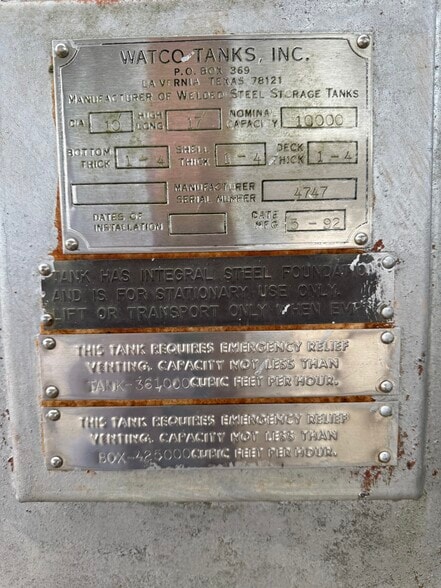 WATCO TANKS, INC.
P.O. BOX 369
LA VERNIA, TEXAS 78121
MANUFACTURER OF WELDED STEEL STORAGE TANKS
DIA 10 HIGH LONG 17 NOMINAL CAPACITY 10000
BOTTOM THICK 1-4 SHELL THICK 1-4 DECK THICK 1-4
MANUFACTURER SERIAL NUMBER 4747
DATES OF INSTALLATION DATE MFG 3-92
TANK HAS INTEGRAL STEEL FOUNDATION
AND IS FOR STATIONARY USE ONLY
LIFT OR TRANSPORT ONLY WHEN EMPTY
THIS TANK REQUIRES EMERGENCY RELIEF
VENTING. CAPACITY NOT LESS THAN
TANK-361000CUBIC FEET PER HOUR.
THIS TANK REQUIRES EMERGENCY RELIEF
VENTING. CAPACITY NOT LESS THAN
BOX-425000CUBIC FEET PER HOUR.